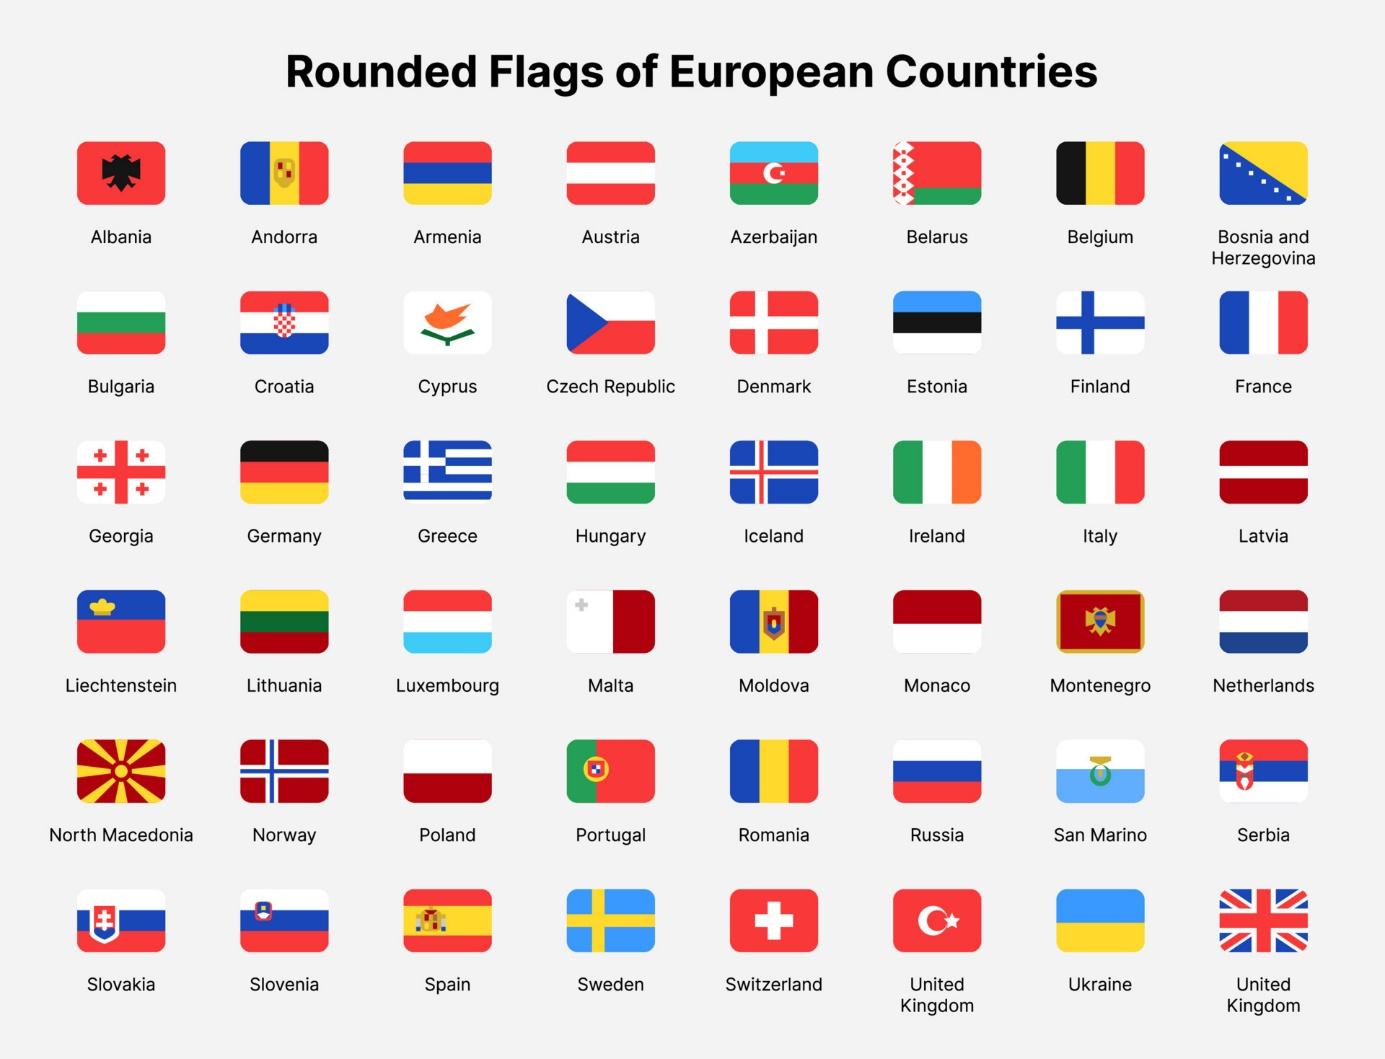 Rounded Flags of European Countries
Albania
Andorra
Armenia
Austria
Azerbaijan
Belarus
Belgium
Bosnia and
Herzegovina
Bulgaria
Croatia
Cyprus
Czech Republic
Denmark
Estonia
Finland
France
Georgia
Germany
Greece
Hungary
Iceland
Ireland
Italy
Latvia
Liechtenstein
Lithuania
Luxembourg
Malta
Moldova
Monaco
Montenegro
Netherlands
North Macedonia
Norway
Poland
Portugal
Romania
Russia
San Marino
Serbia
Slovakia
Slovenia
Spain
Sweden
Switzerland
United
Kingdom
Ukraine
United
Kingdom